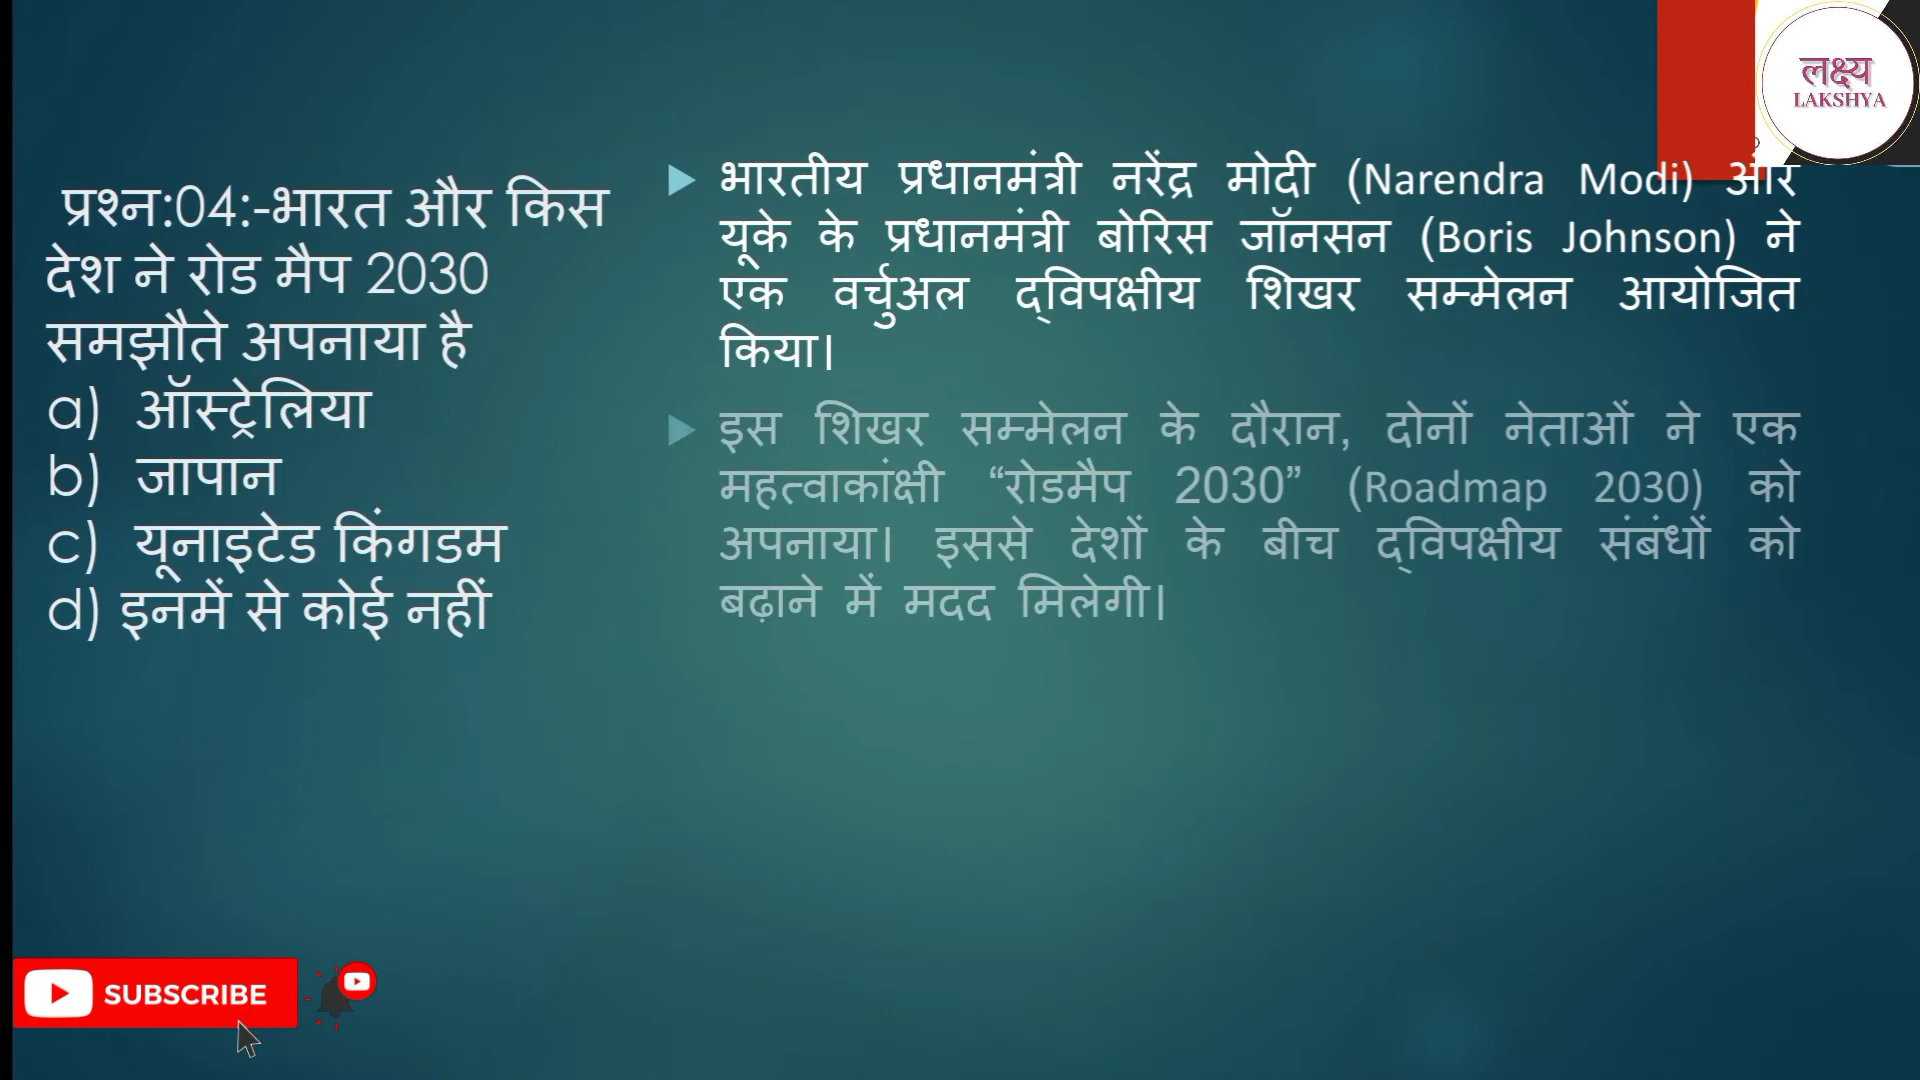 लक्ष्य
LAKSHYA
प्रश्न:04:-भारत और किस
देश ने रोड मैप 2030
समझौते अपनाया है
a) ऑस्ट्रेलिया
b) जापान
c) यूनाइटेड किंगडम
d) इनमें से कोई नहीं
भारतीय प्रधानमंत्री नरेंद्र मोदी (Narendra Modi) और
यूके के प्रधानमंत्री बोरिस जॉनसन (Boris Johnson) ने
एक वर्चुअल द्विपक्षीय शिखर सम्मेलन आयोजित
किया।
इस शिखर सम्मेलन के दौरान, दोनों नेताओं ने एक
महत्वाकांक्षी “रोडमैप 2030” (Roadmap 2030) को
अपनाया। इससे देशों के बीच द्विपक्षीय संबंधों को
बढ़ाने में मदद मिलेगी।
SUBSCRIBE